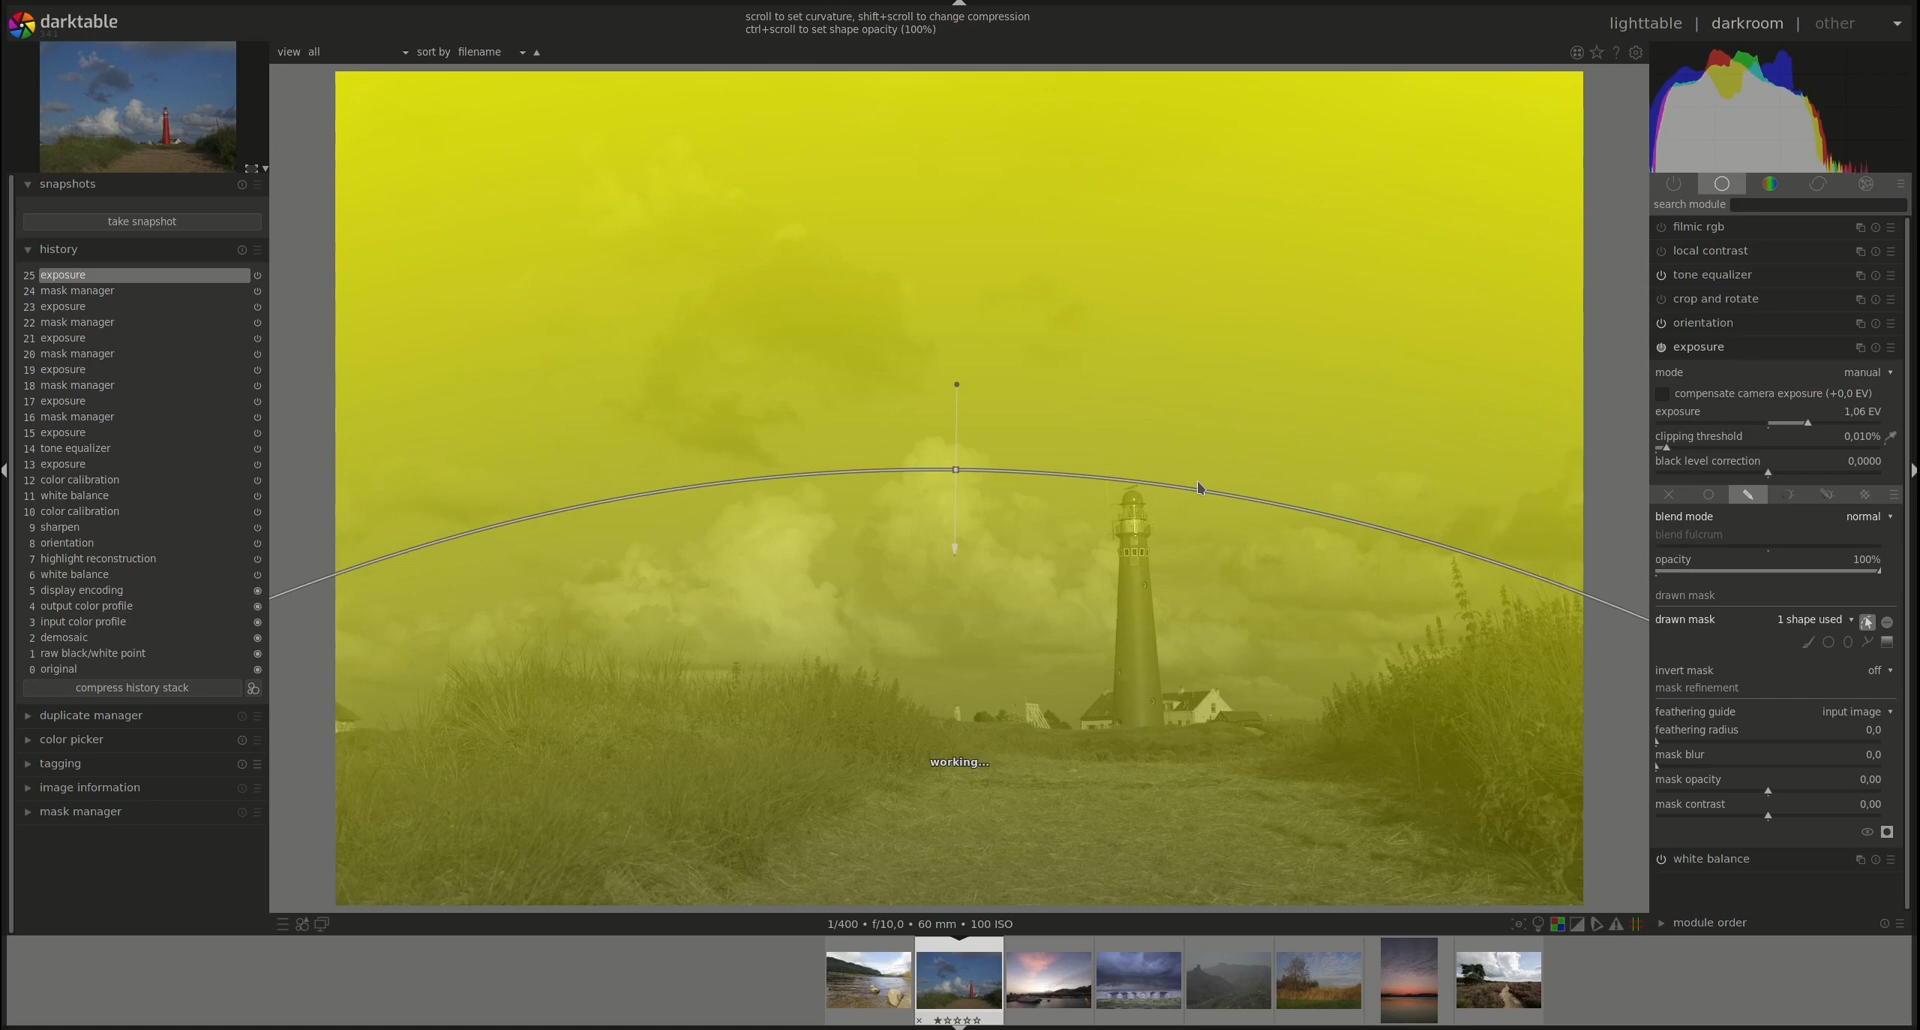 darktable
3.4.1
scroll to set curvature, shift+scroll to change compression
ctrl+scroll to set shape opacity (100%)
lighttable | darkroom | other
view all
sort by filename
snapshots
take snapshot
history
25 exposure
24 mask manager
23 exposure
22 mask manager
21 exposure
20 mask manager
19 exposure
18 mask manager
17 exposure
16 mask manager
15 exposure
14 tone equalizer
13 exposure
12 color calibration
11 white balance
10 color calibration
9 sharpen
8 orientation
7 highlight reconstruction
6 white balance
5 display encoding
4 output color profile
3 input color profile
2 demosaic
1 raw black/white point
0 original
compress history stack
duplicate manager
color picker
tagging
image information
mask manager
working...
1/400 • f/10,0 • 60 mm • 100 ISO
search module
filmic rgb
local contrast
tone equalizer
crop and rotate
orientation
exposure
mode manual
compensate camera exposure (+0,0 EV)
exposure 1,06 EV
clipping threshold 0,010%
black level correction 0,0000
blend mode normal
blend fulcrum
opacity 100%
drawn mask
drawn mask 1 shape used
invert mask off
mask refinement
feathering guide input image
feathering radius 0,0
mask blur 0,0
mask opacity 0,00
mask contrast 0,00
white balance
module order